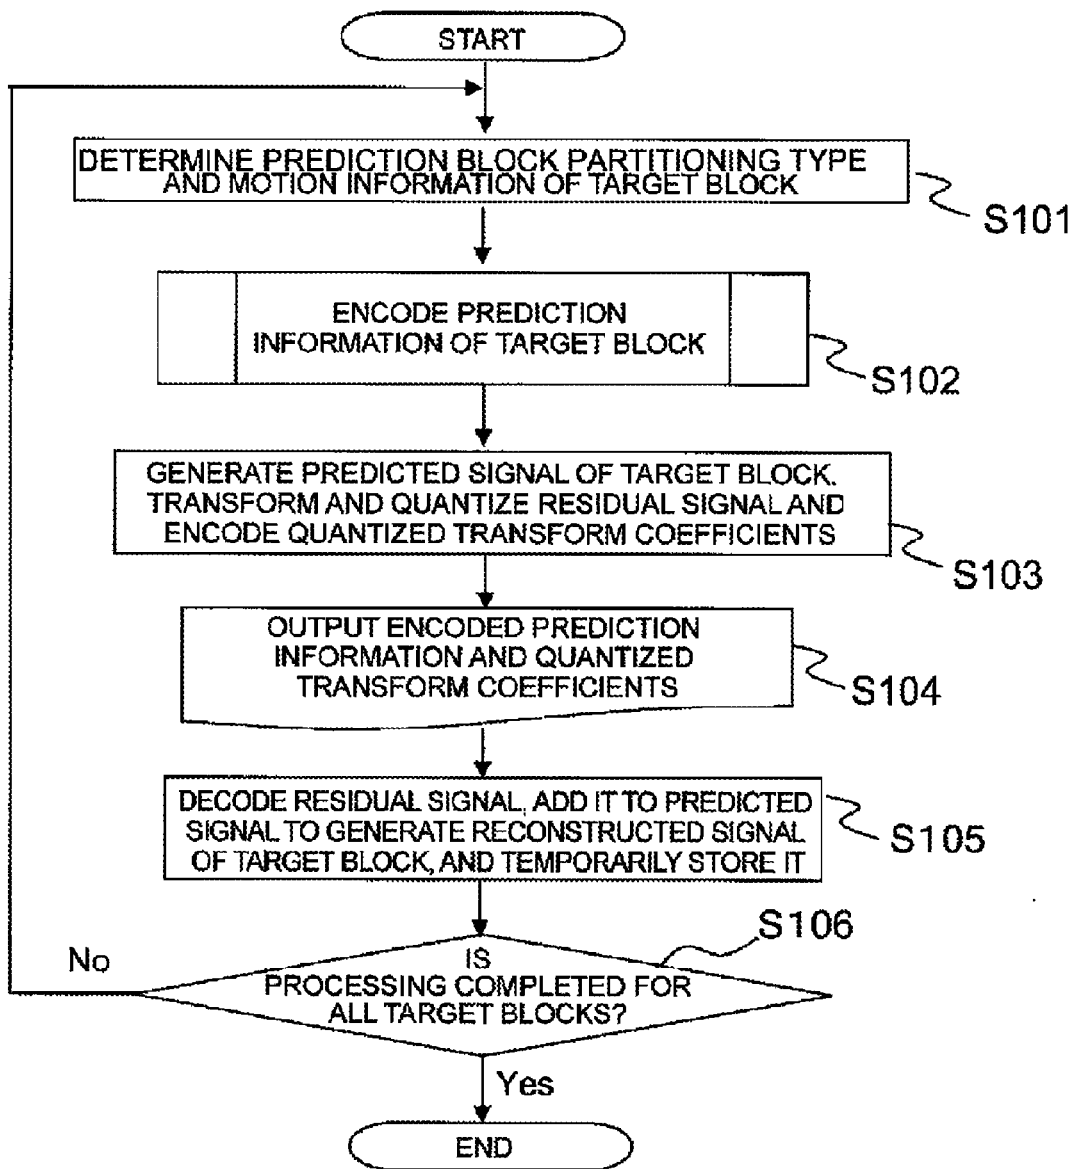 START
DETERMINE PREDICTION BLOCK PARTITIONING TYPE
AND MOTION INFORMATION OF TARGET BLOCK
S101
ENCODE PREDICTION
INFORMATION OF TARGET BLOCK
S102
GENERATE PREDICTED SIGNAL OF TARGET BLOCK.
TRANSFORM AND QUANTIZE RESIDUAL SIGNAL AND
ENCODE QUANTIZED TRANSFORM COEFFICIENTS
S103
OUTPUT ENCODED PREDICTION
INFORMATION AND QUANTIZED
TRANSFORM COEFFICIENTS
S104
DECODE RESIDUAL SIGNAL, ADD IT TO PREDICTED
SIGNAL TO GENERATE RECONSTRUCTED SIGNAL
OF TARGET BLOCK, AND TEMPORARILY STORE IT
S105
S106
No
IS
PROCESSING COMPLETED FOR
ALL TARGET BLOCKS?
Yes
END